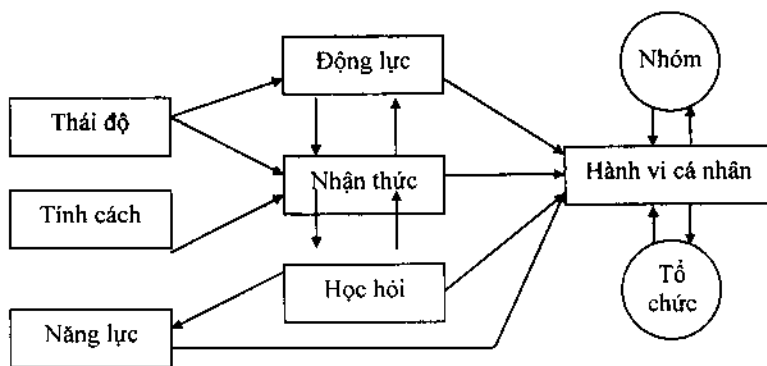 Động lực
Nhóm
Thái độ
Nhận thức
Hành vi cá nhân
Tính cách
Học hỏi
Tổ
chức
Năng lực